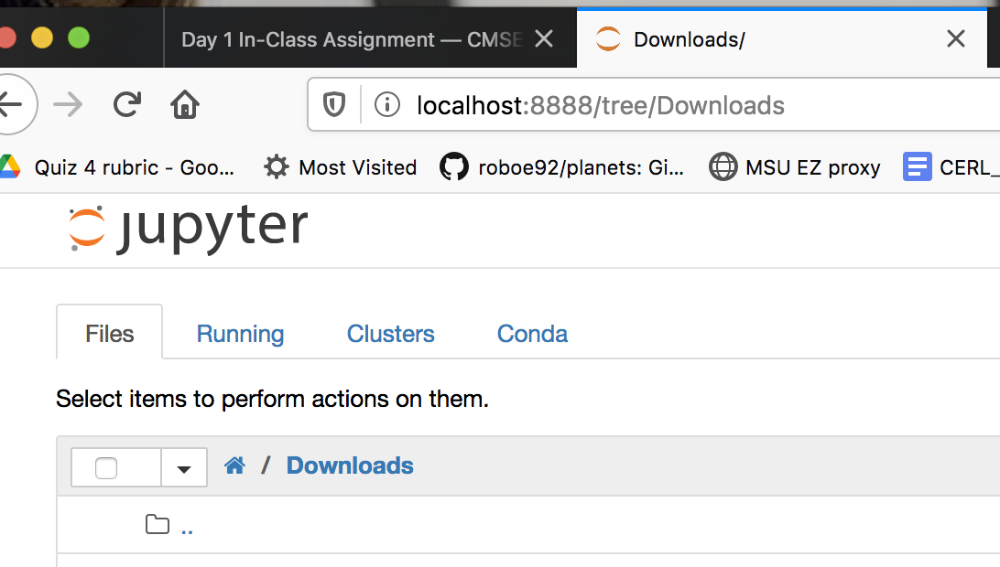 Day 1 In-Class Assignment — CMSE
Downloads/
localhost:8888/tree/Downloads
Quiz 4 rubric - Goo...
Most Visited
roboe92/planets: Gi...
MSU EZ proxy
CERL_
jupyter
Files
Running
Clusters
Conda
Select items to perform actions on them.
/ Downloads
..